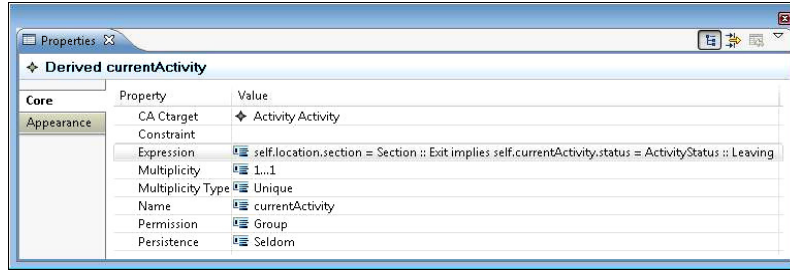 Properties
Derived currentActivity
Core
Appearance
Property Value
CA Ctarget Activity Activity
Constraint
Expression self.location.section = Section :: Exit implies self.currentActivity.status = ActivityStatus :: Leaving
Multiplicity 1...1
Multiplicity Type Unique
Name currentActivity
Permission Group
Persistence Seldom